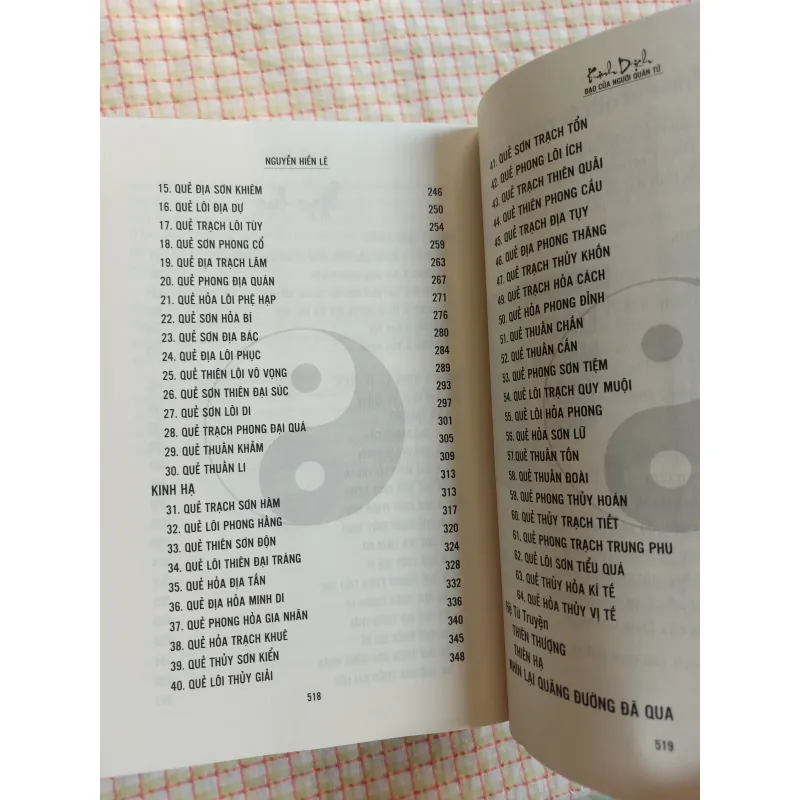 NGUYỄN HIẾN LÊ
15. QUẺ ĐỊA SƠN KHIÊM 246
16. QUẺ LÔI ĐỊA DỰ 250
17. QUẺ TRẠCH LÔI TÙY 254
18. QUẺ SƠN PHONG CỔ 259
19. QUẺ ĐỊA TRẠCH LÂM 263
20. QUẺ PHONG ĐỊA QUÁN 267
21. QUẺ HỎA LÔI PHỆ HẠP 271
22. QUẺ SƠN HỎA BÍ 276
23. QUẺ SƠN ĐỊA BÁC 280
24. QUẺ ĐỊA LÔI PHỤC 284
25. QUẺ THIÊN LÔI VÔ VỌNG 289
26. QUẺ SƠN THIÊN ĐẠI SÚC 293
27. QUẺ SƠN LÔI DI 297
28. QUẺ TRẠCH PHONG ĐẠI QUÁ 301
29. QUẺ THUẦN KHẢM 305
30. QUẺ THUẦN LI 309
KINH HẠ 313
31. QUẺ TRẠCH SƠN HÀM 313
32. QUẺ LÔI PHONG HẰNG 317
33. QUẺ THIÊN SƠN ĐỘN 320
34. QUẺ LÔI THIÊN ĐẠI TRÁNG 324
35. QUẺ HỎA ĐỊA TẤN 328
36. QUẺ ĐỊA HỎA MINH DI 332
37. QUẺ PHONG HỎA GIA NHÂN 336
38. QUẺ HỎA TRẠCH KHUÊ 340
39. QUẺ THỦY SƠN KIỂN 345
40. QUẺ LÔI THỦY GIẢI 348
518
Kinh Dịch
ĐẠO CỦA NGƯỜI QUÂN TỬ
41. QUẺ SƠN TRẠCH TỔN
42. QUẺ PHONG LÔI ÍCH
43. QUẺ TRẠCH THIÊN QUẢI
44. QUẺ THIÊN PHONG CẤU
45. QUẺ TRẠCH ĐỊA TỤY
46. QUẺ ĐỊA PHONG THĂNG
47. QUẺ TRẠCH THỦY KHỐN
49. QUẺ TRẠCH HỎA CÁCH
50. QUẺ HỎA PHONG ĐỈNH
51. QUẺ THUẦN CHẤN
52. QUẺ THUẦN CẤN
53. QUẺ PHONG SƠN TIỆM
54. QUẺ LÔI TRẠCH QUY MUỘI
55. QUẺ LÔI HỎA PHONG
56. QUẺ HỎA SƠN LỮ
57.QUẺ THUẦN TỐN
58. QUẺ THUẦN ĐOÀI
59. QUẺ PHONG THỦY HOÁN
60. QUẺ THỦY TRẠCH TIẾT
61. QUẺ PHONG TRẠCH TRUNG PHU
62. QUẺ LÔI SƠN TIỂU QUÁ
63. QUẺ THỦY HỎA KÍ TẾ
64. QUẺ HỎA THỦY VỊ TẾ
Hệ Từ Truyện
THIÊN THƯỢNG
THIÊN HẠ
NHÌN LẠI QUÃNG ĐƯỜNG ĐÃ QUA
519